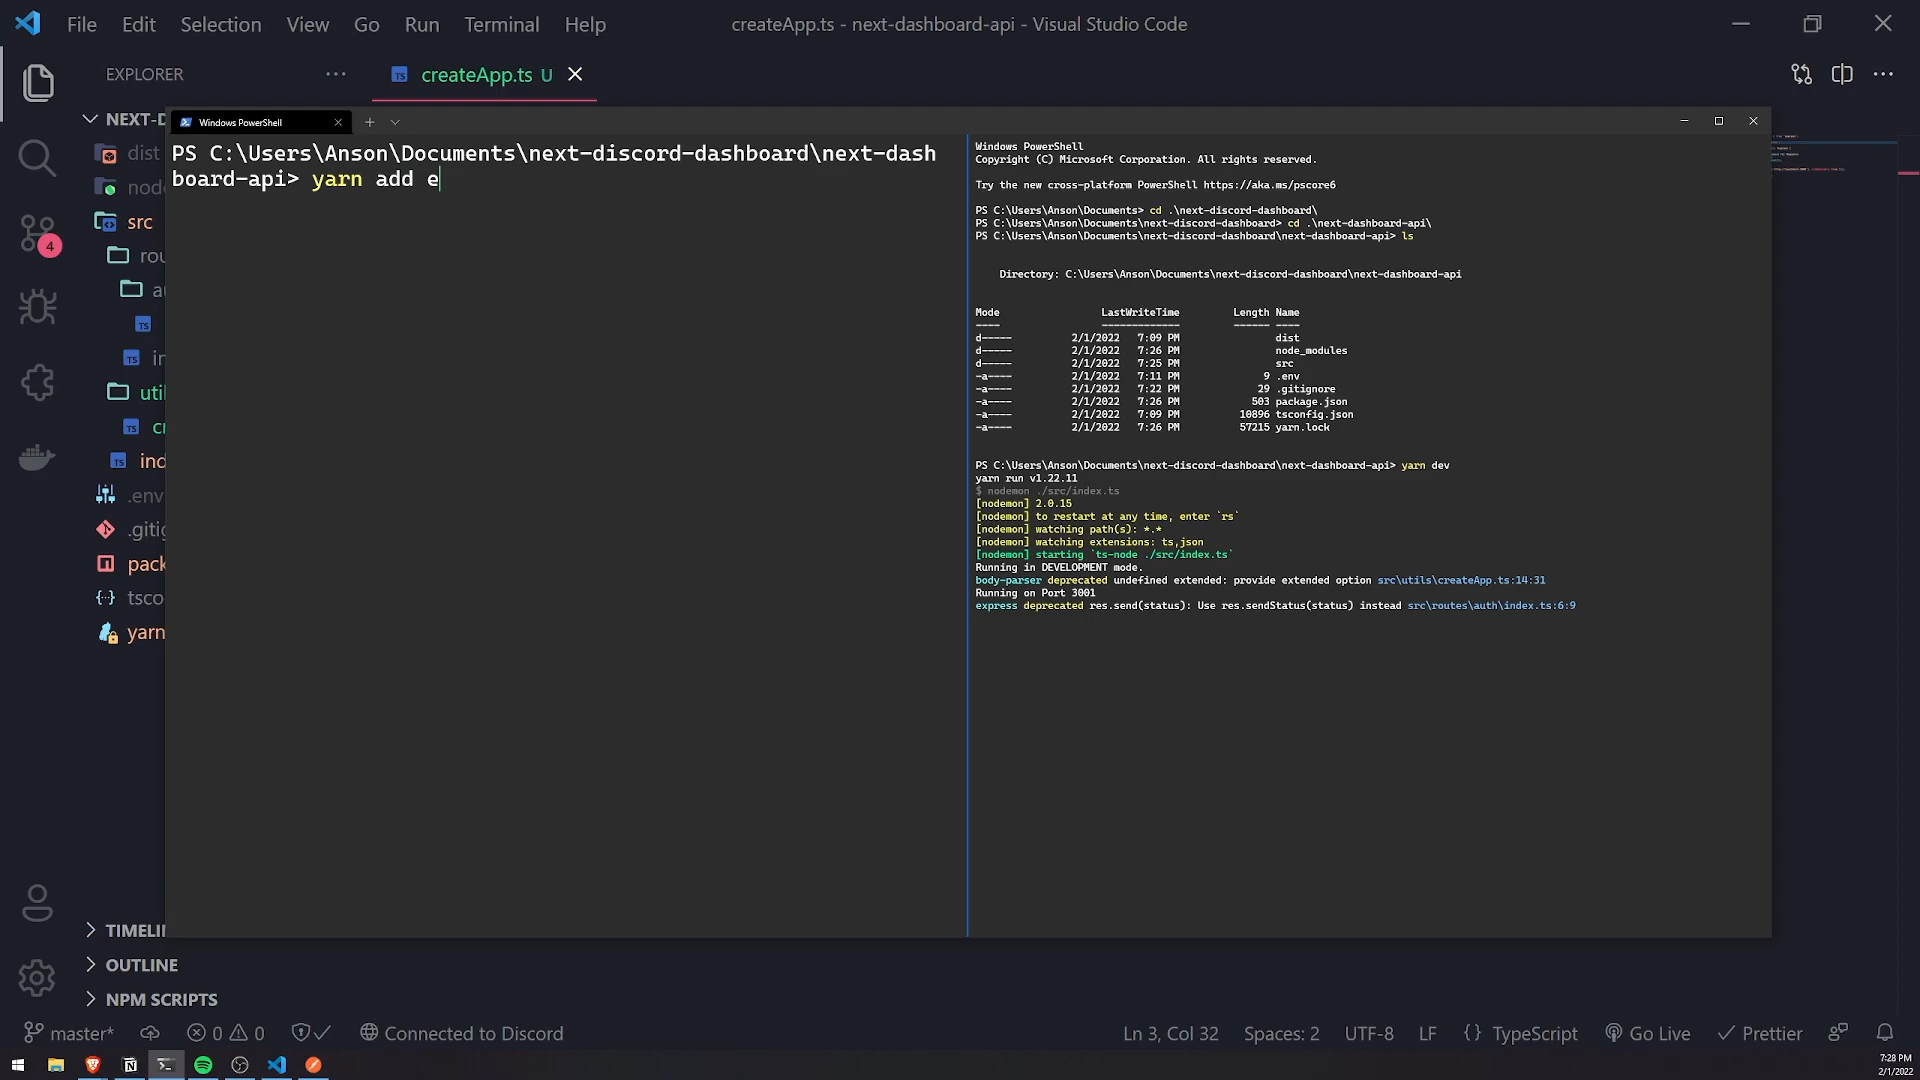 File Edit Selection View Go Run Terminal Help createApp.ts - next-dashboard-api - Visual Studio Code
EXPLORER
TS createApp.ts U
NEXT-D
dist
nod
src
rou
a
TS
TS in
util
TS c
TS ind
.env
.gitig
pack
tsco
yarn
TIMELI
OUTLINE
NPM SCRIPTS
4
Windows PowerShell
PS C:\Users\Anson\Documents\next-discord-dashboard\next-dash
board-api> yarn add e
Windows PowerShell
Copyright (C) Microsoft Corporation. All rights reserved.
Try the new cross-platform PowerShell https://aka.ms/pscore6
PS C:\Users\Anson\Documents> cd .\next-discord-dashboard\
PS C:\Users\Anson\Documents\next-discord-dashboard> cd .\next-dashboard-api\
PS C:\Users\Anson\Documents\next-discord-dashboard\next-dashboard-api> ls
Directory: C:\Users\Anson\Documents\next-discord-dashboard\next-dashboard-api
Mode LastWriteTime Length Name
---- ------------- ------ ----
d----- 2/1/2022 7:09 PM dist
d----- 2/1/2022 7:26 PM node_modules
d----- 2/1/2022 7:25 PM src
-a---- 2/1/2022 7:11 PM 9 .env
-a---- 2/1/2022 7:22 PM 29 .gitignore
-a---- 2/1/2022 7:26 PM 503 package.json
-a---- 2/1/2022 7:09 PM 10896 tsconfig.json
-a---- 2/1/2022 7:26 PM 57215 yarn.lock
PS C:\Users\Anson\Documents\next-discord-dashboard\next-dashboard-api> yarn dev
yarn run v1.22.11
$ nodemon ./src/index.ts
[nodemon] 2.0.15
[nodemon] to restart at any time, enter `rs`
[nodemon] watching path(s): *.*
[nodemon] watching extensions: ts,json
[nodemon] starting `ts-node ./src/index.ts`
Running in DEVELOPMENT mode.
body-parser deprecated undefined extended: provide extended option src\utils\createApp.ts:14:31
Running on Port 3001
express deprecated res.send(status): Use res.sendStatus(status) instead src\routes\auth\index.ts:6:9
master* 0 0 Connected to Discord Ln 3, Col 32 Spaces: 2 UTF-8 LF {} TypeScript Go Live Prettier
7:28 PM
2/1/2022